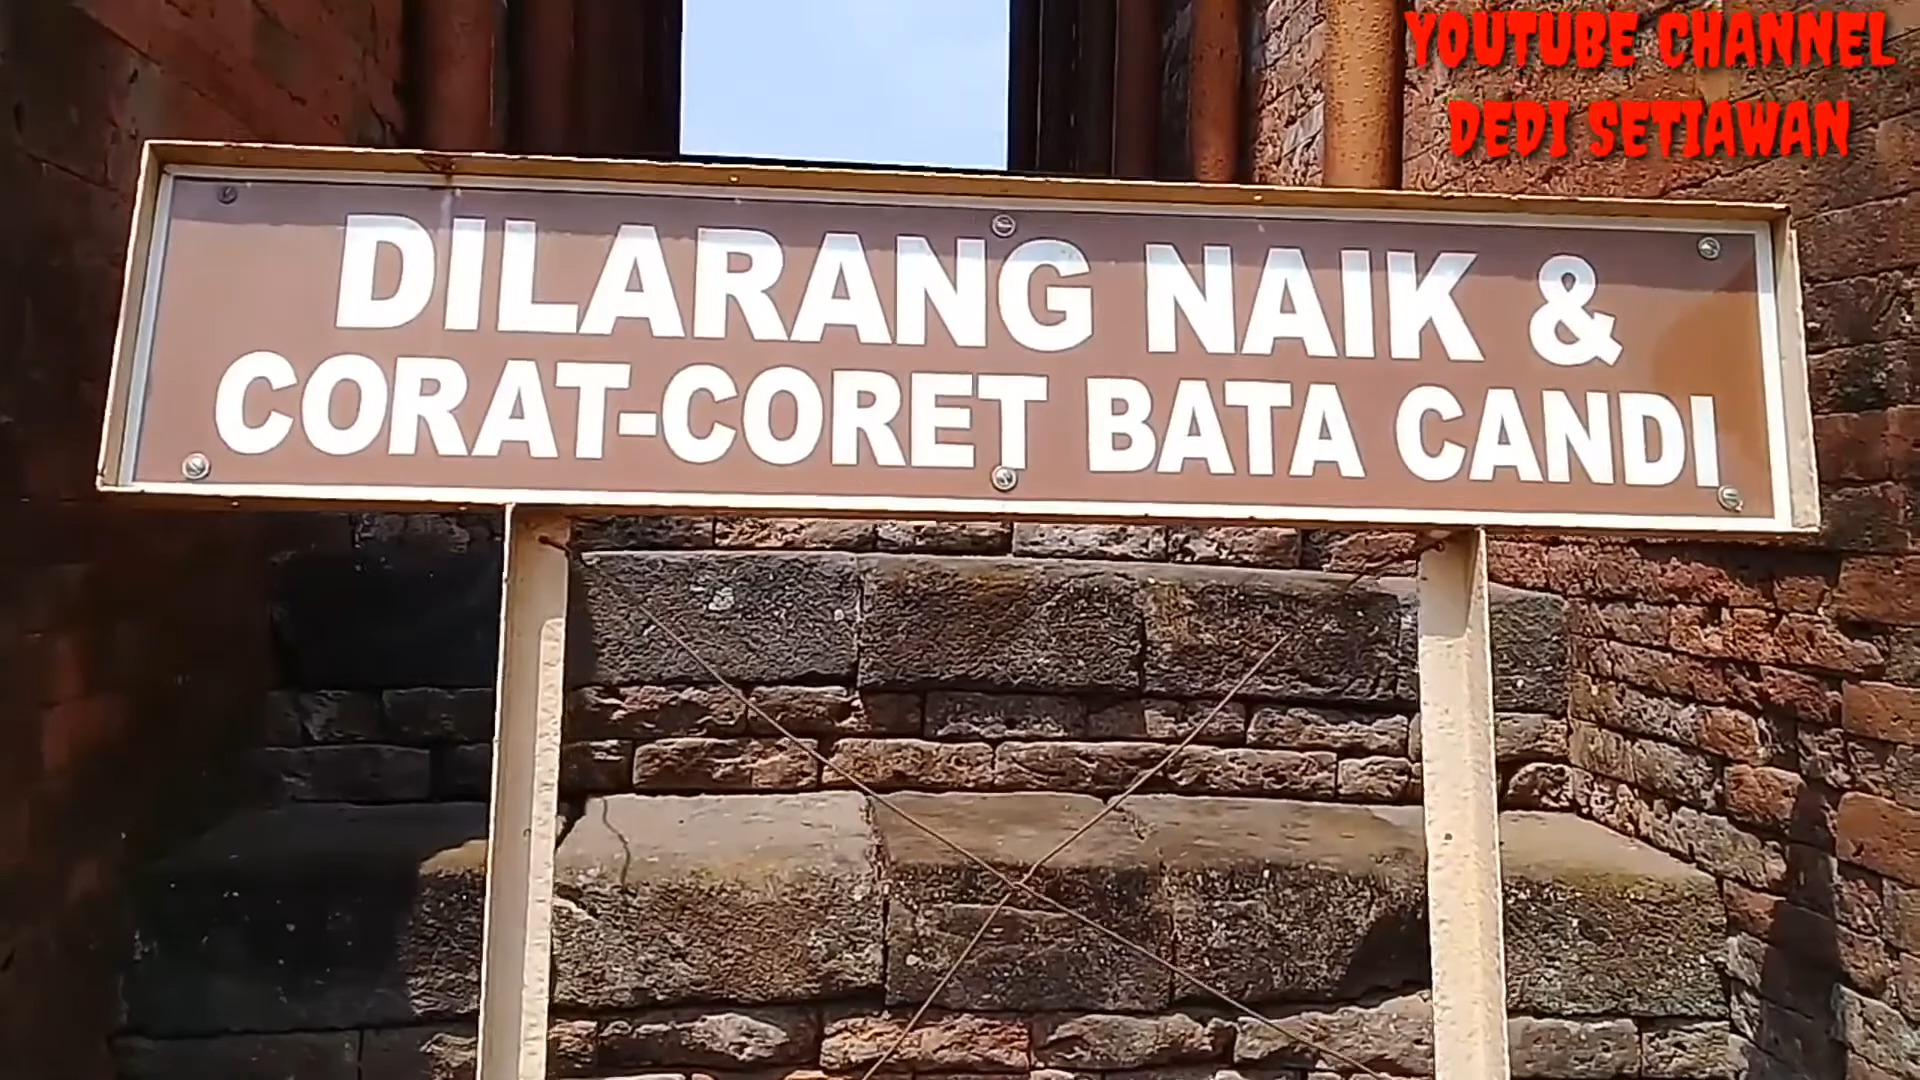 YOUTUBE CHANNEL
DEDI SETIAWAN
DILARANG NAIK &
CORAT-CORET BATA CANDI